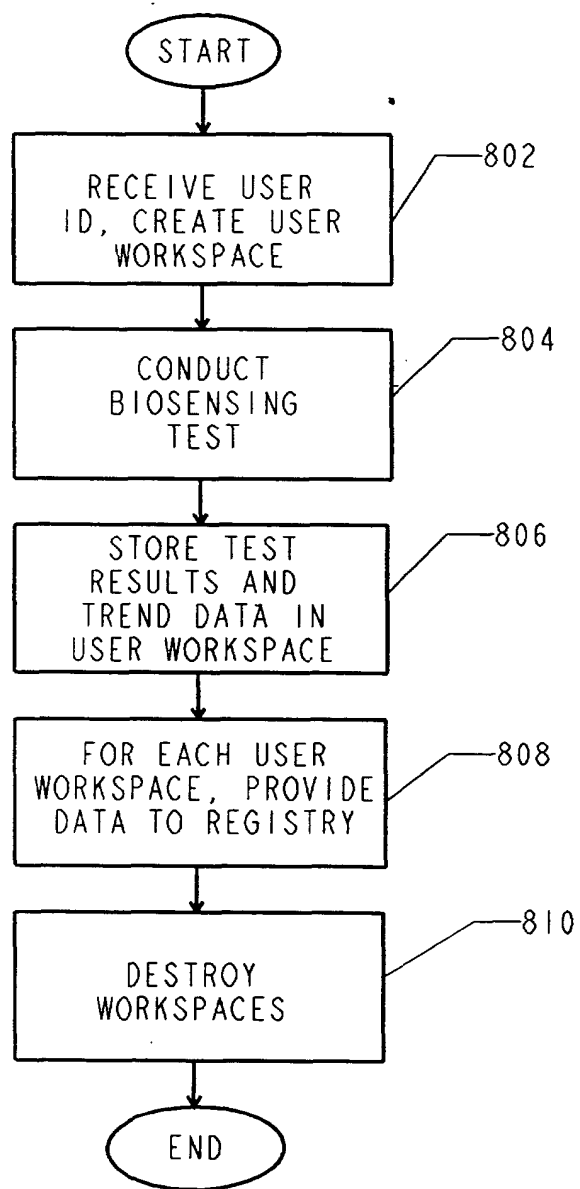 START
RECEIVE USER
ID, CREATE USER
WORKSPACE
802
CONDUCT
BIOSENSING
TEST
804
STORE TEST
RESULTS AND
TREND DATA IN
USER WORKSPACE
806
FOR EACH USER
WORKSPACE, PROVIDE
DATA TO REGISTRY
808
DESTROY
WORKSPACES
810
END